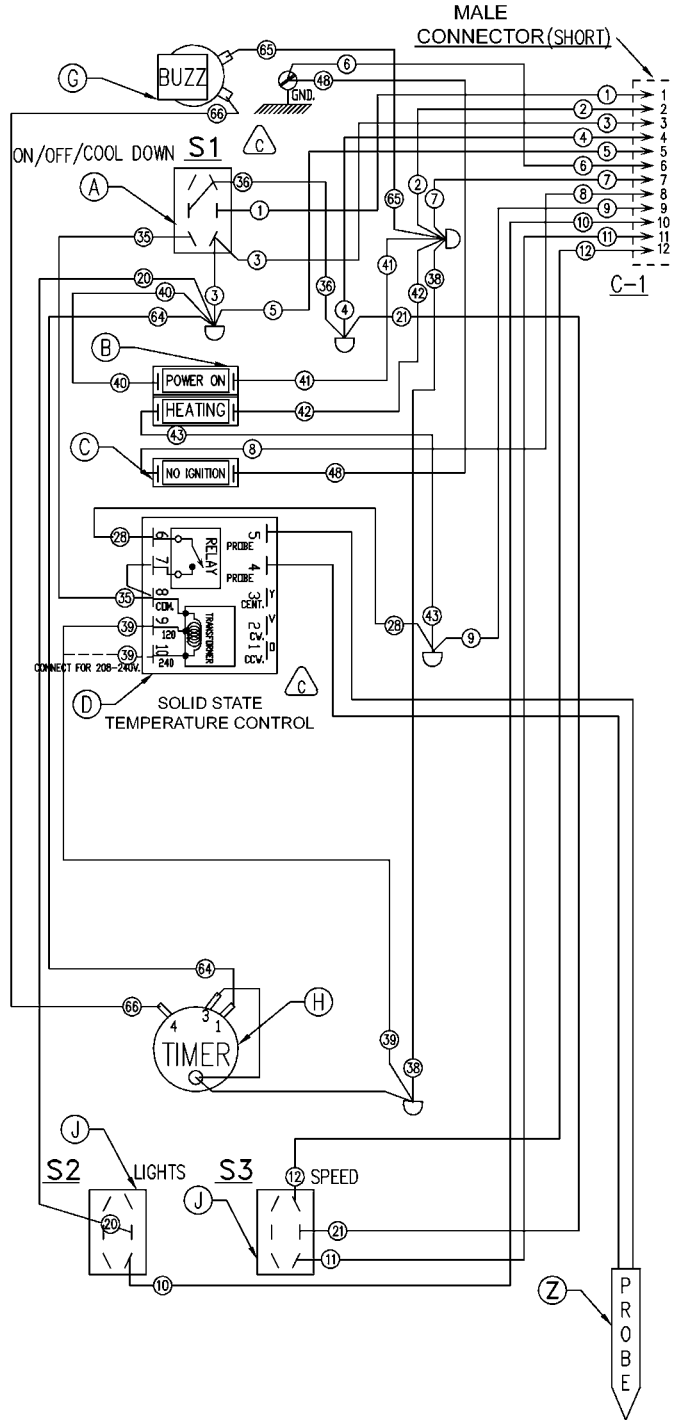 MALE
CONNECTOR(SHORT)
65
6
BUZZ
G
48
GND.
66
C
ON/OFF/COOL DOWN S1
A
36
1
35
3
1 1
2 2
3 3
4 4
5 5
6 6
7 7
8 8
9 9
10 10
11 11
12 12
C-1
65
2
7
20
40
64
3
5
36
4
21
41
42
38
B
40
POWER ON
41
HEATING
42
43
8
C
NO IGNITION
48
28
6
7
RELAY
5
PROBE
4
PROBE
35
8
COM.
3 Y
CENT.
39
9
120
TRANSFORMER
2 V
CW.
39
10
240
1 O
CCW.
CONNECT FOR 208-240V.
28
43
9
D
C
SOLID STATE
TEMPERATURE CONTROL
64
66
4
3
1
H
TIMER
39
38
J
S2
LIGHTS
20
10
S3
12
SPEED
J
21
11
Z
PROBE